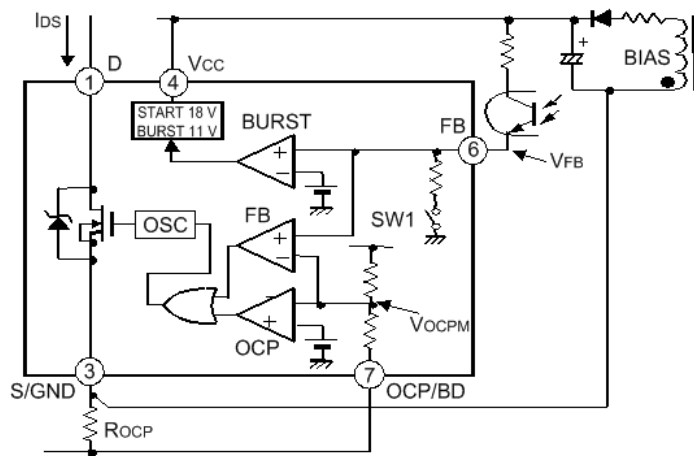 IDS
1
D
4
VCC
+
BIAS
START 18 V
BURST 11 V
BURST
FB
6
VFB
+
−
OSC
FB
SW1
+
−
VOCPM
−
+
OCP
3
7
S/GND
OCP/BD
ROCP